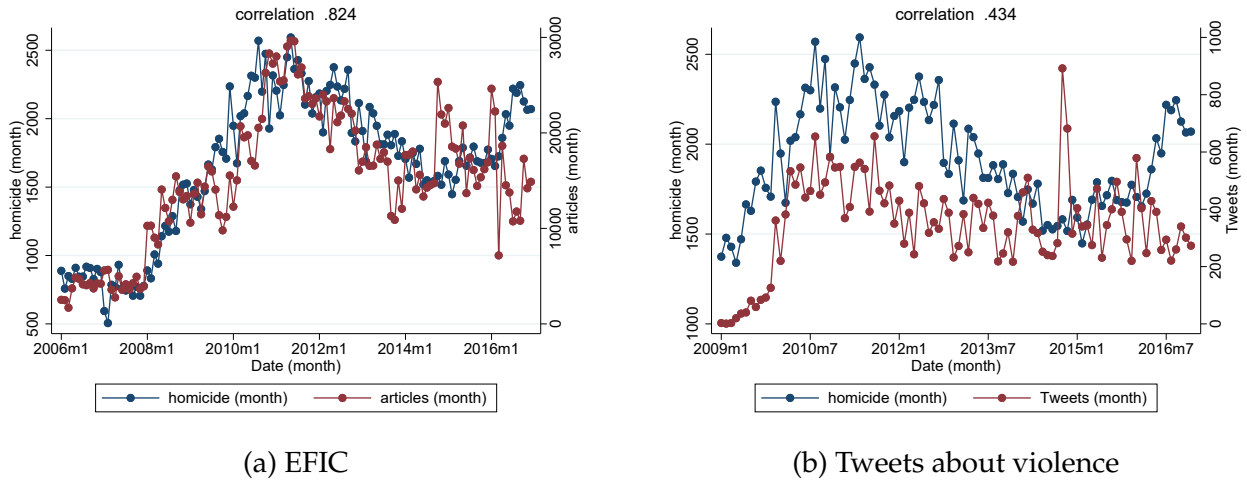 correlation .824
2500
2000
1500
1000
500
homicide (month)
30000
20000
10000
0
articles (month)
2006m1 2008m1 2010m1 2012m1 2014m1 2016m1
Date (month)
homicide (month) articles (month)
(a) EFIC
correlation .434
2500
2000
1500
1000
homicide (month)
1000
800
600
400
200
0
Tweets (month)
2009m1 2010m7 2012m1 2013m7 2015m1 2016m7
Date (month)
homicide (month) Tweets (month)
(b) Tweets about violence